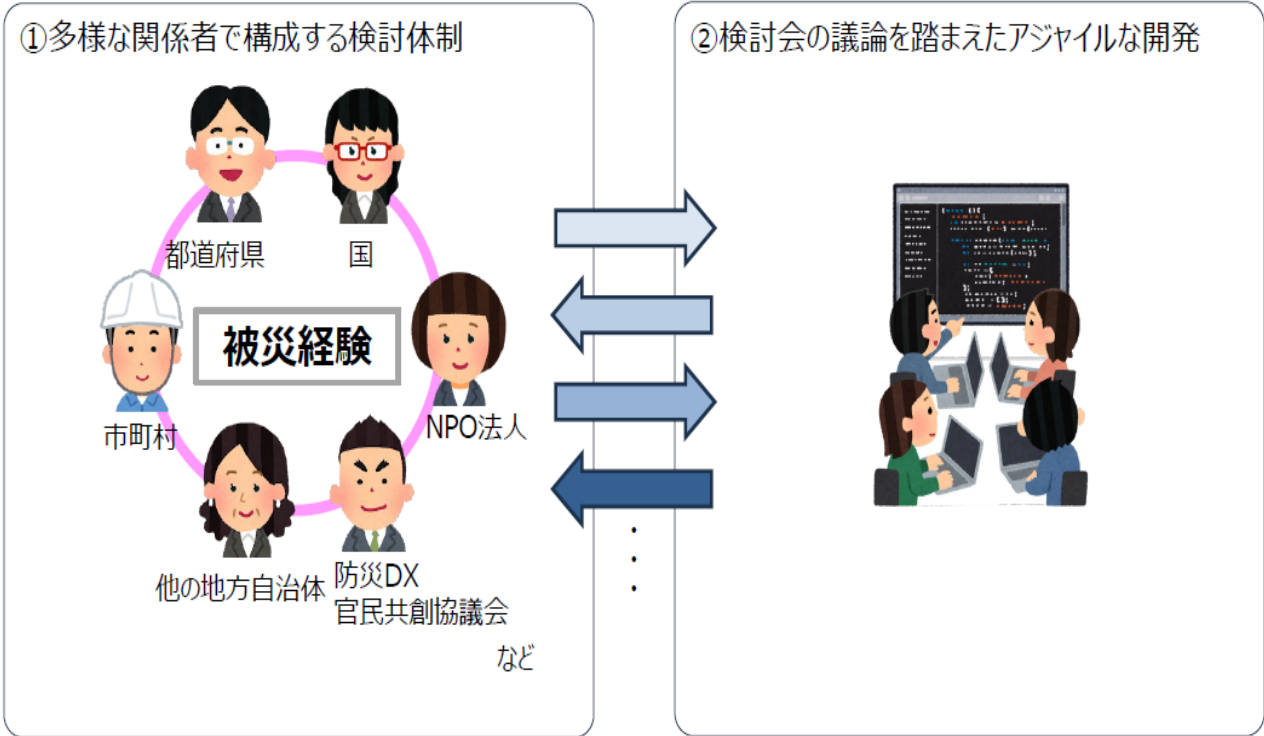 ①多様な関係者で構成する検討体制
②検討会の議論を踏まえたアジャイルな開発
都道府県
国
被災経験
市町村
NPO法人
他の地方自治体
防災DX
官民共創協議会
など
・
・
・